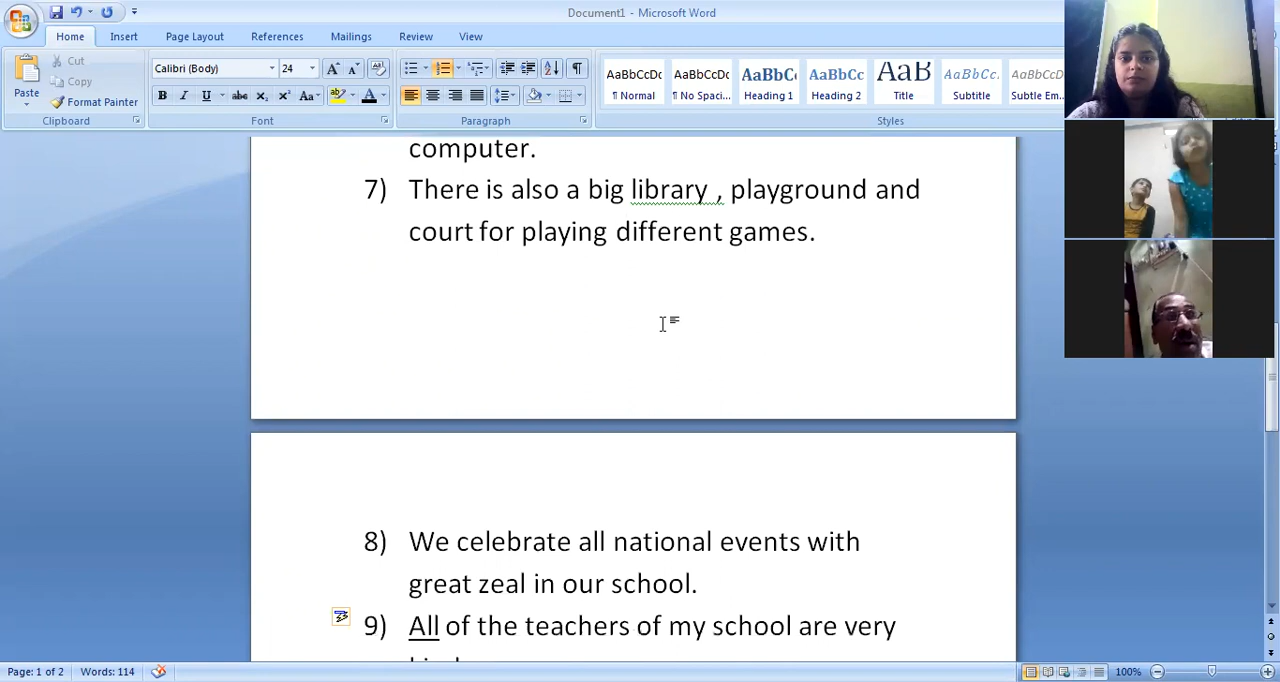 Document1 - Microsoft Word
Home Insert Page Layout References Mailings Review View
Paste
Cut
Copy
Format Painter
Clipboard
Calibri (Body) 24
Font
Paragraph
AaBbCcDc AaBbCcDc AaBbC AaBbCc AaB AaBbCc. AaBbCcDc
¶ Normal ¶ No Spaci... Heading 1 Heading 2 Title Subtitle Subtle Em...
Styles
computer.
7) There is also a big library , playground and
court for playing different games.
8) We celebrate all national events with
great zeal in our school.
9) All of the teachers of my school are very
Page: 1 of 2 Words: 114 100%